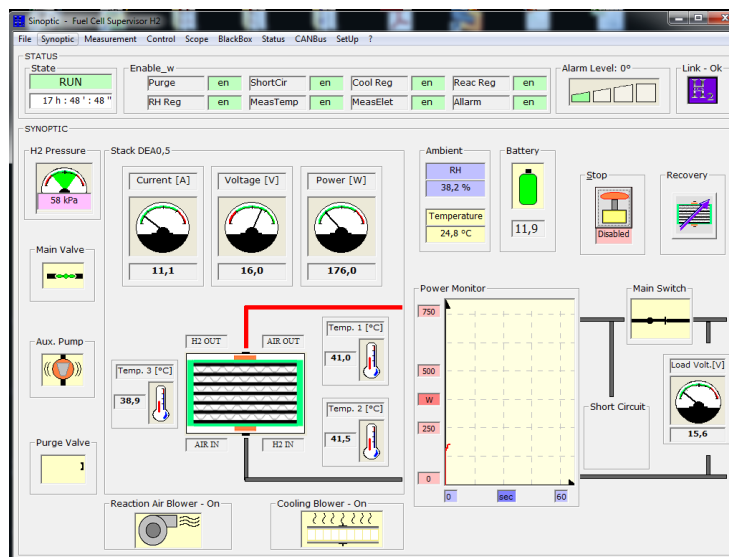 Sinoptic - Fuel Cell Supervisor H2
File Synoptic Measurement Control Scope BlackBox Status CANBus SetUp ?
STATUS
State
RUN
17 h : 48 ' : 48 "
Enable_w
Purge en ShortCir en Cool Reg en Reac Reg en
RH Reg en MeasTemp en MeasElet en Allarm en
Alarm Level: 0°
Link - Ok
H2
SYNOPTIC
H2 Pressure
58 kPa
Main Valve
Aux. Pump
Purge Valve
Stack DEA0,5
Current [A] Voltage [V] Power [W]
11,1 16,0 176,0
H2 OUT AIR OUT
Temp. 1 [°C]
41,0
Temp. 3 [°C]
38,9
Temp. 2 [°C]
41,5
AIR IN H2 IN
Reaction Air Blower - On
Cooling Blower - On
Ambient
RH
38,2 %
Temperature
24,8 °C
Battery
11,9
Stop
Disabled
Recovery
Power Monitor
750
500
W
250
0
0 sec 60
Main Switch
Load Volt.[V]
15,6
Short Circuit